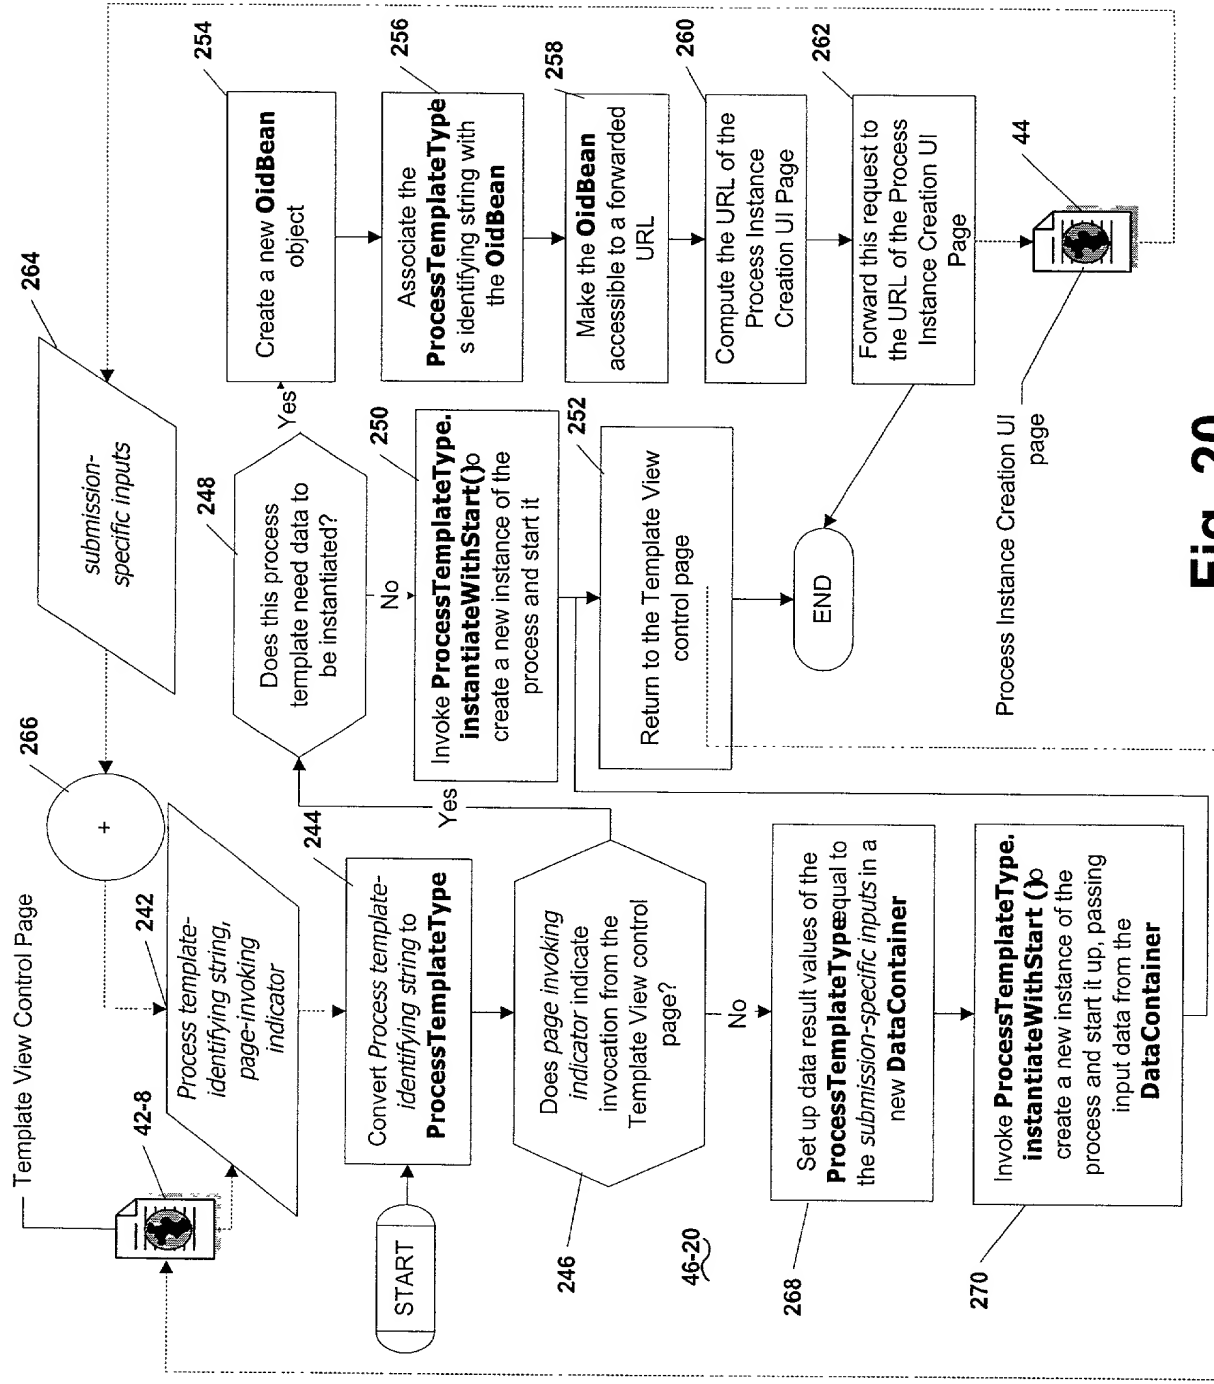 Template View Control Page
42-8
242
Process template-
identifying string,
page-invoking
indicator
266
+
264
submission-
specific inputs
START
244
Convert Process template-
identifying string to
ProcessTemplateType
246
Does page invoking
indicator indicate
invocation from the
Template View control
page?
Yes
No
46-20
268
Set up data result values of the
ProcessTemplateType equal to
the submission-specific inputs in a
new DataContainer
270
Invoke ProcessTemplateType.
instantiateWithStart ()o
create a new instance of the
process and start it up, passing
input data from the
DataContainer
248
Does this process
template need data to
be instantiated?
Yes
No
250
Invoke ProcessTemplateType.
instantiateWithStart()o
create a new instance of the
process and start it
252
Return to the Template View
control page
END
254
Create a new OidBean
object
256
Associate the
ProcessTemplateType
s identifying string with
the OidBean
258
Make the OidBean
accessible to a forwarded
URL
260
Compute the URL of the
Process Instance
Creation UI Page
262
Forward this request to
the URL of the Process
Instance Creation UI
Page
44
Process Instance Creation UI
page
Fig. 20